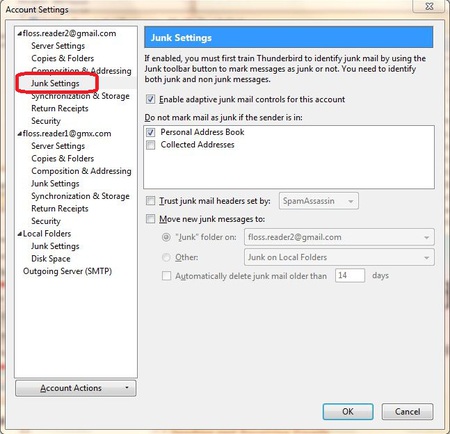 Account Settings
floss.reader2@gmail.com
Server Settings
Copies & Folders
Composition & Addressing
Junk Settings
Synchronization & Storage
Return Receipts
Security
floss.reader1@gmx.com
Server Settings
Copies & Folders
Composition & Addressing
Junk Settings
Synchronization & Storage
Return Receipts
Security
Local Folders
Junk Settings
Disk Space
Outgoing Server (SMTP)
Account Actions
Junk Settings
If enabled, you must first train Thunderbird to identify junk mail by using the
Junk toolbar button to mark messages as junk or not. You need to identify
both junk and non junk messages.
Enable adaptive junk mail controls for this account
Do not mark mail as junk if the sender is in:
Personal Address Book
Collected Addresses
Trust junk mail headers set by: SpamAssassin
Move new junk messages to:
"Junk" folder on: floss.reader2@gmail.com
Other: Junk on Local Folders
Automatically delete junk mail older than 14 days
OK Cancel